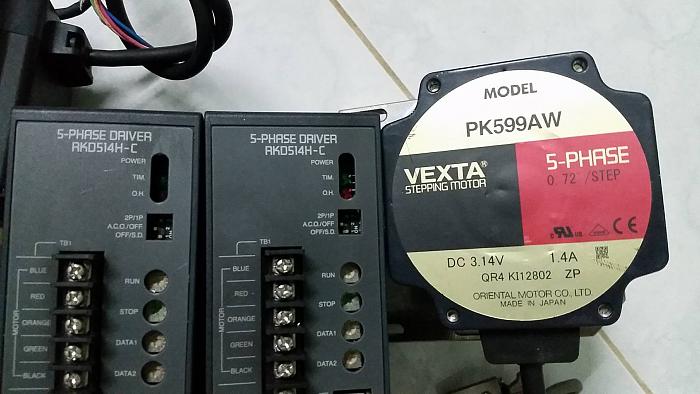 5-PHASE DRIVER
RKD514H-C
POWER
TIM.
O.H.
2P/1P
A.C.O./OFF
OFF/S.D.
TB1
MOTOR
BLUE
RED
ORANGE
GREEN
BLACK
RUN
STOP
DATA1
DATA2
5-PHASE DRIVER
RKD514H-C
POWER
TIM.
O.H.
2P/1P
A.C.O./OFF
OFF/S.D.
TB1
MOTOR
BLUE
RED
ORANGE
GREEN
BLACK
RUN
STOP
DATA1
DATA2
MODEL
PK599AW
VEXTA®
STEPPING MOTOR
5-PHASE
0.72°/STEP
DC 3.14V 1.4A
QR4 KI12802 ZP
ORIENTAL MOTOR CO., LTD.
MADE IN JAPAN